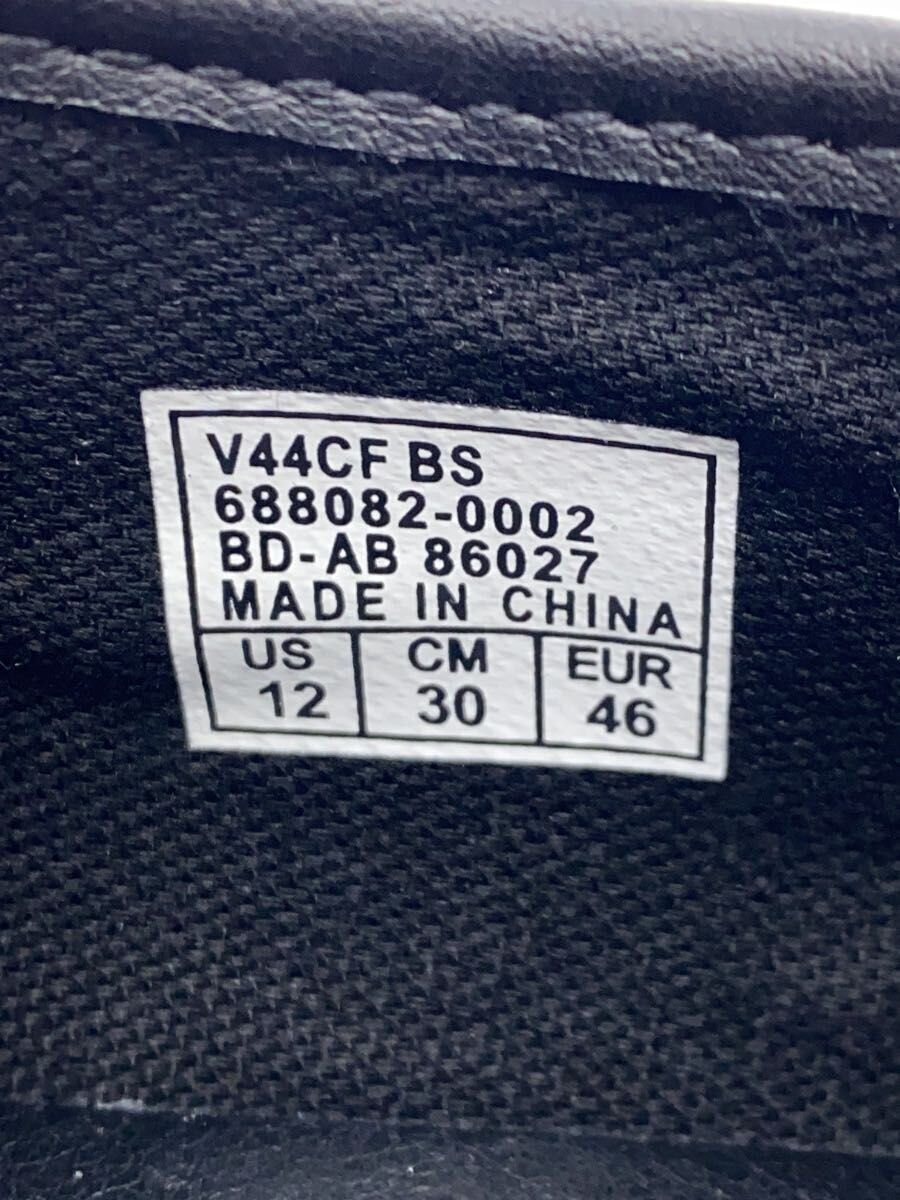 V44CF BS
688082-0002
BD-AB 86027
MADE IN CHINA
US CM EUR
12 30 46